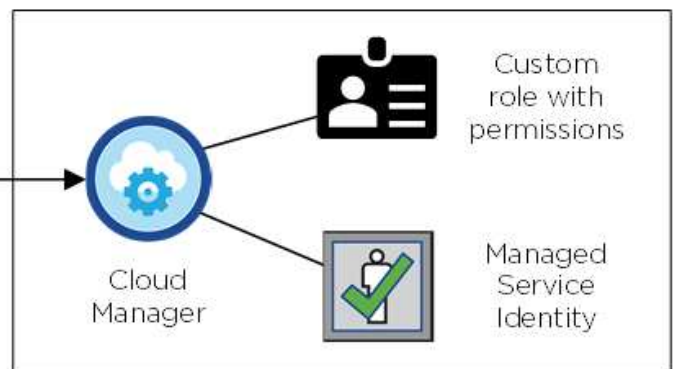 Custom
role with
permissions
Cloud
Manager
Managed
Service
Identity